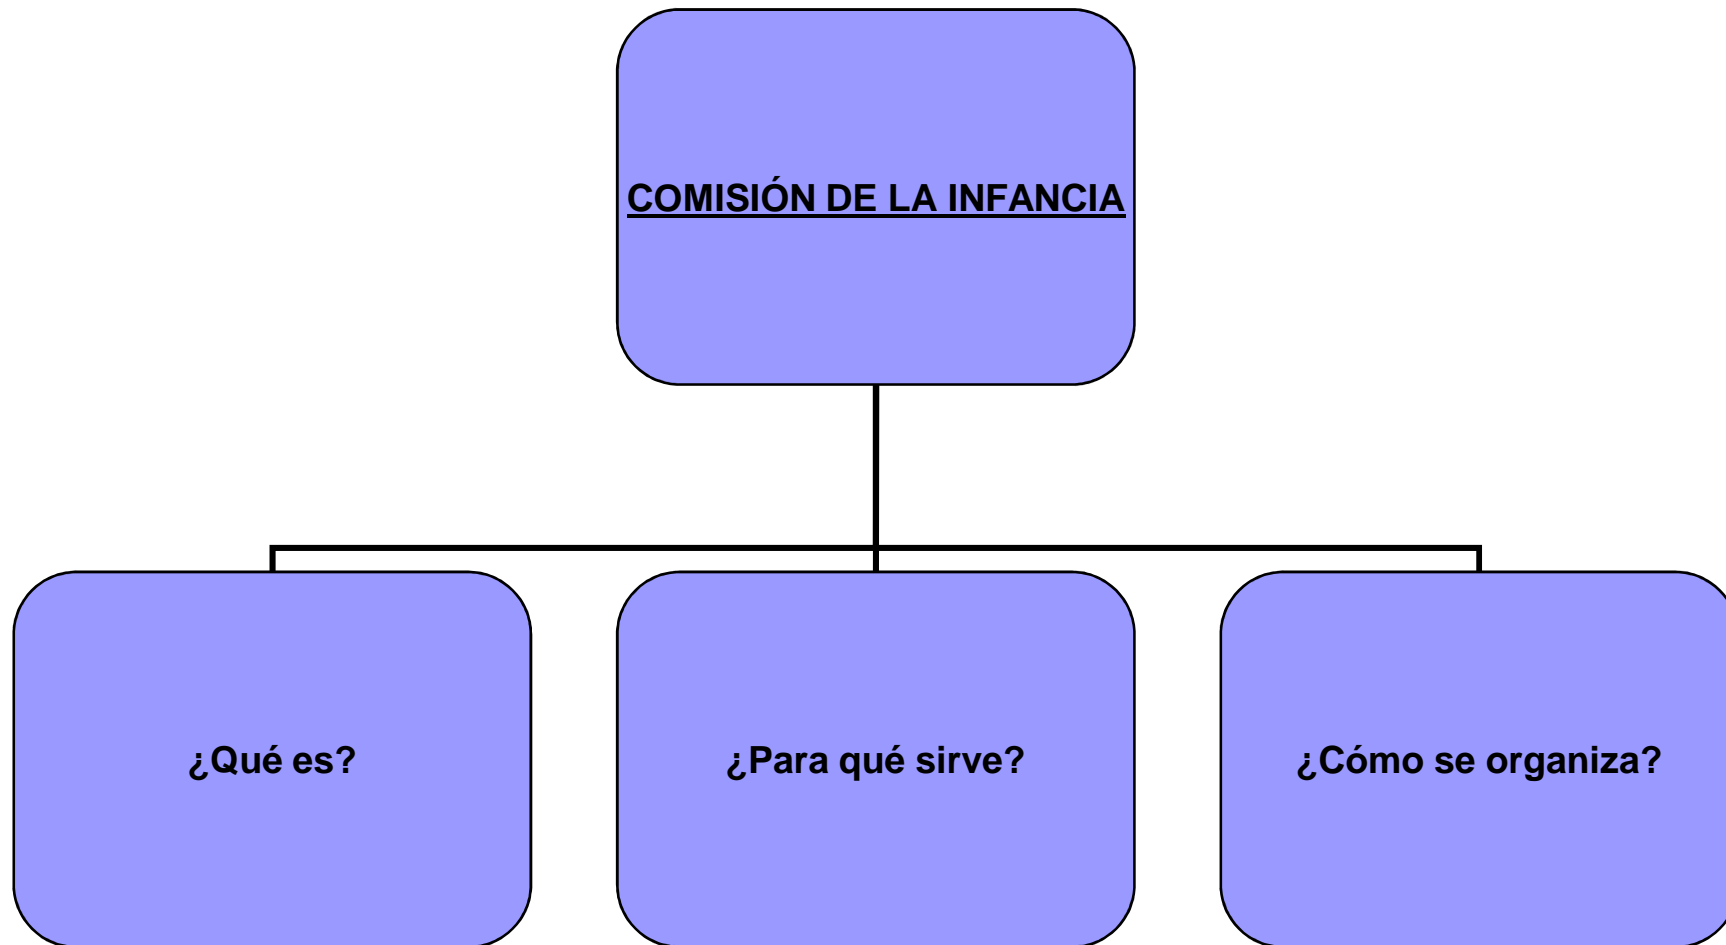 COMISIÓN DE LA INFANCIA
¿Qué es?
¿Para qué sirve?
¿Cómo se organiza?